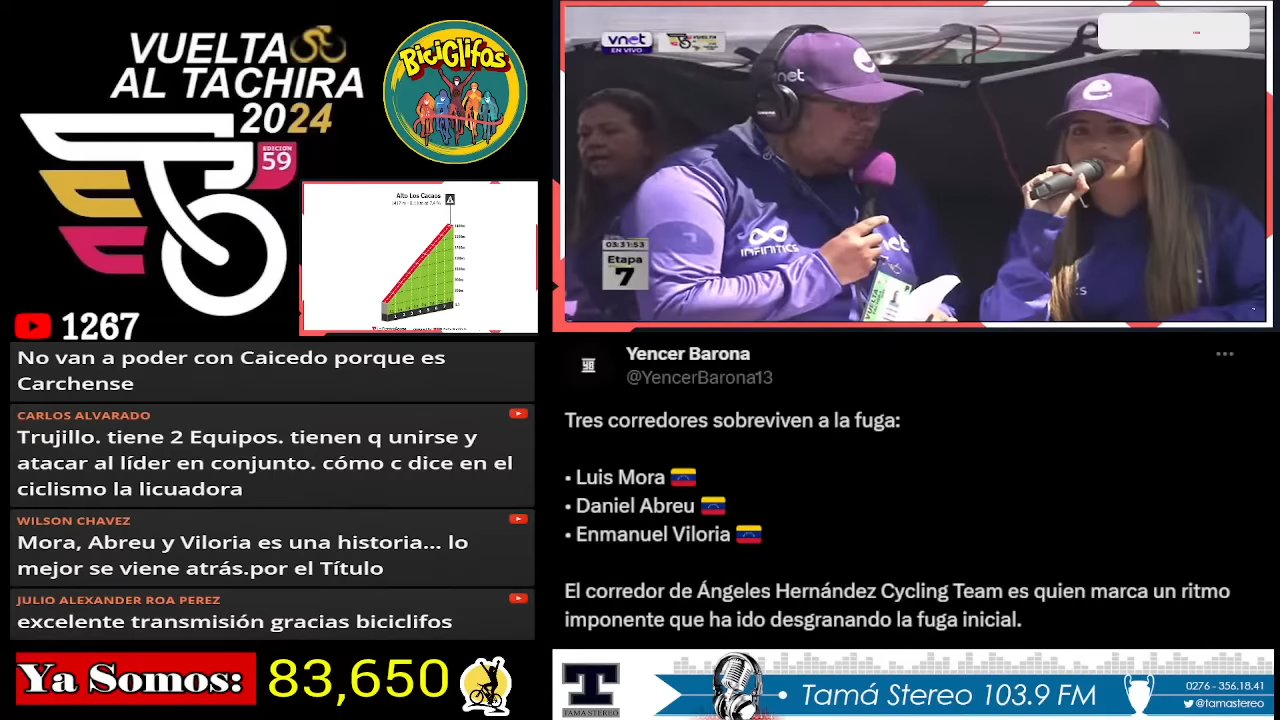 VUELTA
AL TACHIRA
2024
EDICION
59
BiciGlifos
Alto Los Cacaos
1267
No van a poder con Caicedo porque es
Carchense
CARLOS ALVARADO
Trujillo. tiene 2 Equipos. tienen q unirse y
atacar al líder en conjunto. cómo c dice en el
ciclismo la licuadora
WILSON CHAVEZ
Mora, Abreu y Viloria es una historia... lo
mejor se viene atrás.por el Título
JULIO ALEXANDER ROA PEREZ
excelente transmisión gracias biciclifos
Ya Somos: 83,650
vnet
EN VIVO
net
e
INFINITICS
vnet
03:31:53
Etapa
7
Yencer Barona
@YencerBarona13
Tres corredores sobreviven a la fuga:
• Luis Mora
• Daniel Abreu
• Enmanuel Viloria
El corredor de Ángeles Hernández Cycling Team es quien marca un ritmo
imponente que ha ido desgranando la fuga inicial.
T
TAMA STEREO
Tamá Stereo 103.9 FM
0276 - 356.18.41
@tamastereo